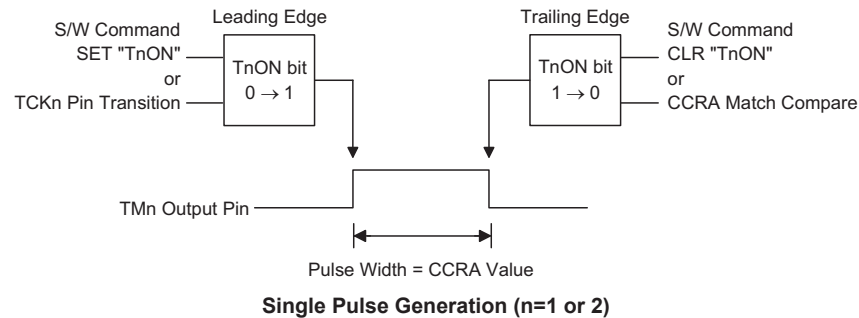 Leading Edge
S/W Command
SET "TnON"
or
TCKn Pin Transition
TnON bit
0 → 1
Trailing Edge
TnON bit
1 → 0
S/W Command
CLR "TnON"
or
CCRA Match Compare
TMn Output Pin
Pulse Width = CCRA Value
Single Pulse Generation (n=1 or 2)